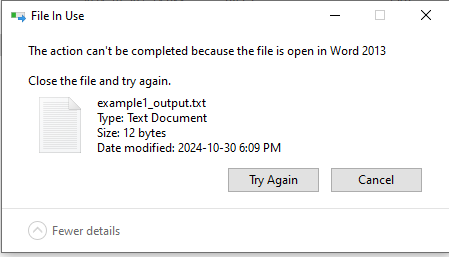 File In Use
The action can't be completed because the file is open in Word 2013
Close the file and try again.
example1_output.txt
Type: Text Document
Size: 12 bytes
Date modified: 2024-10-30 6:09 PM
Try Again
Cancel
Fewer details